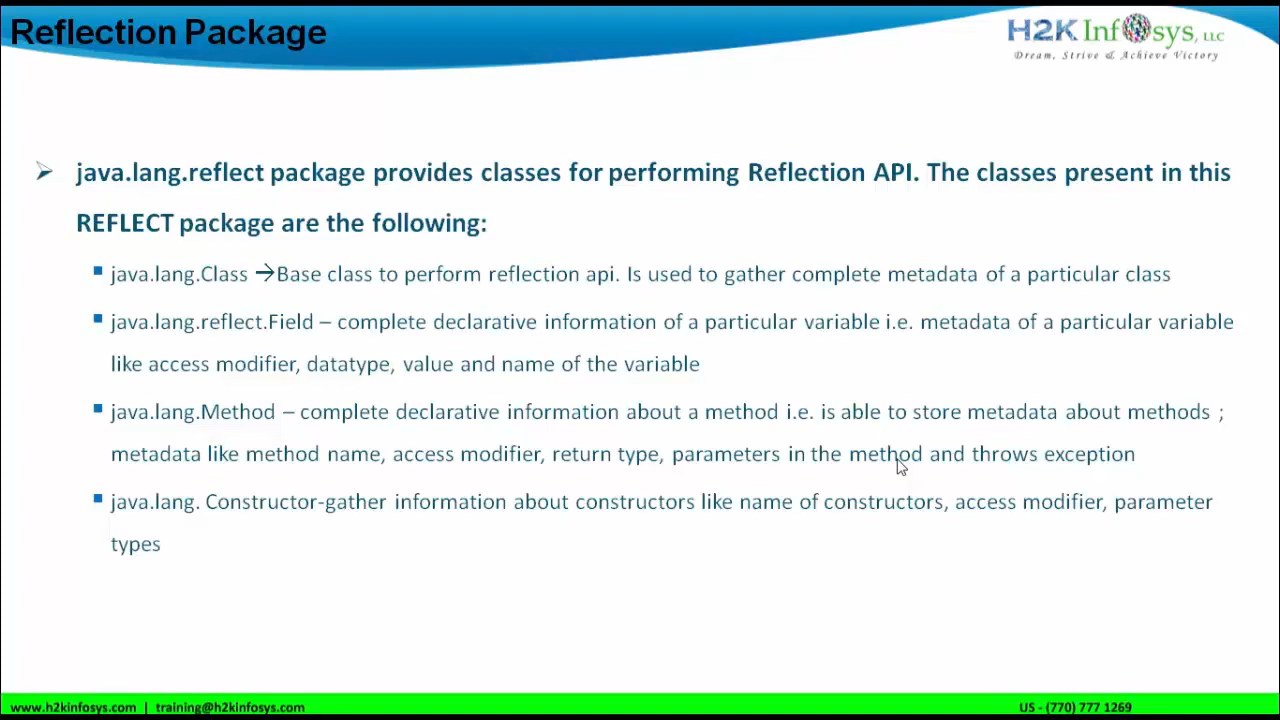 Reflection Package
H2K Infosys, LLC
Dream, Strive & Achieve Victory
➢ java.lang.reflect package provides classes for performing Reflection API. The classes present in this
REFLECT package are the following:
▪ java.lang.Class →Base class to perform reflection api. Is used to gather complete metadata of a particular class
▪ java.lang.reflect.Field – complete declarative information of a particular variable i.e. metadata of a particular variable
like access modifier, datatype, value and name of the variable
▪ java.lang.Method – complete declarative information about a method i.e. is able to store metadata about methods ;
metadata like method name, access modifier, return type, parameters in the method and throws exception
▪ java.lang. Constructor-gather information about constructors like name of constructors, access modifier, parameter
types
www.h2kinfosys.com | training@h2kinfosys.com US - (770) 777 1269